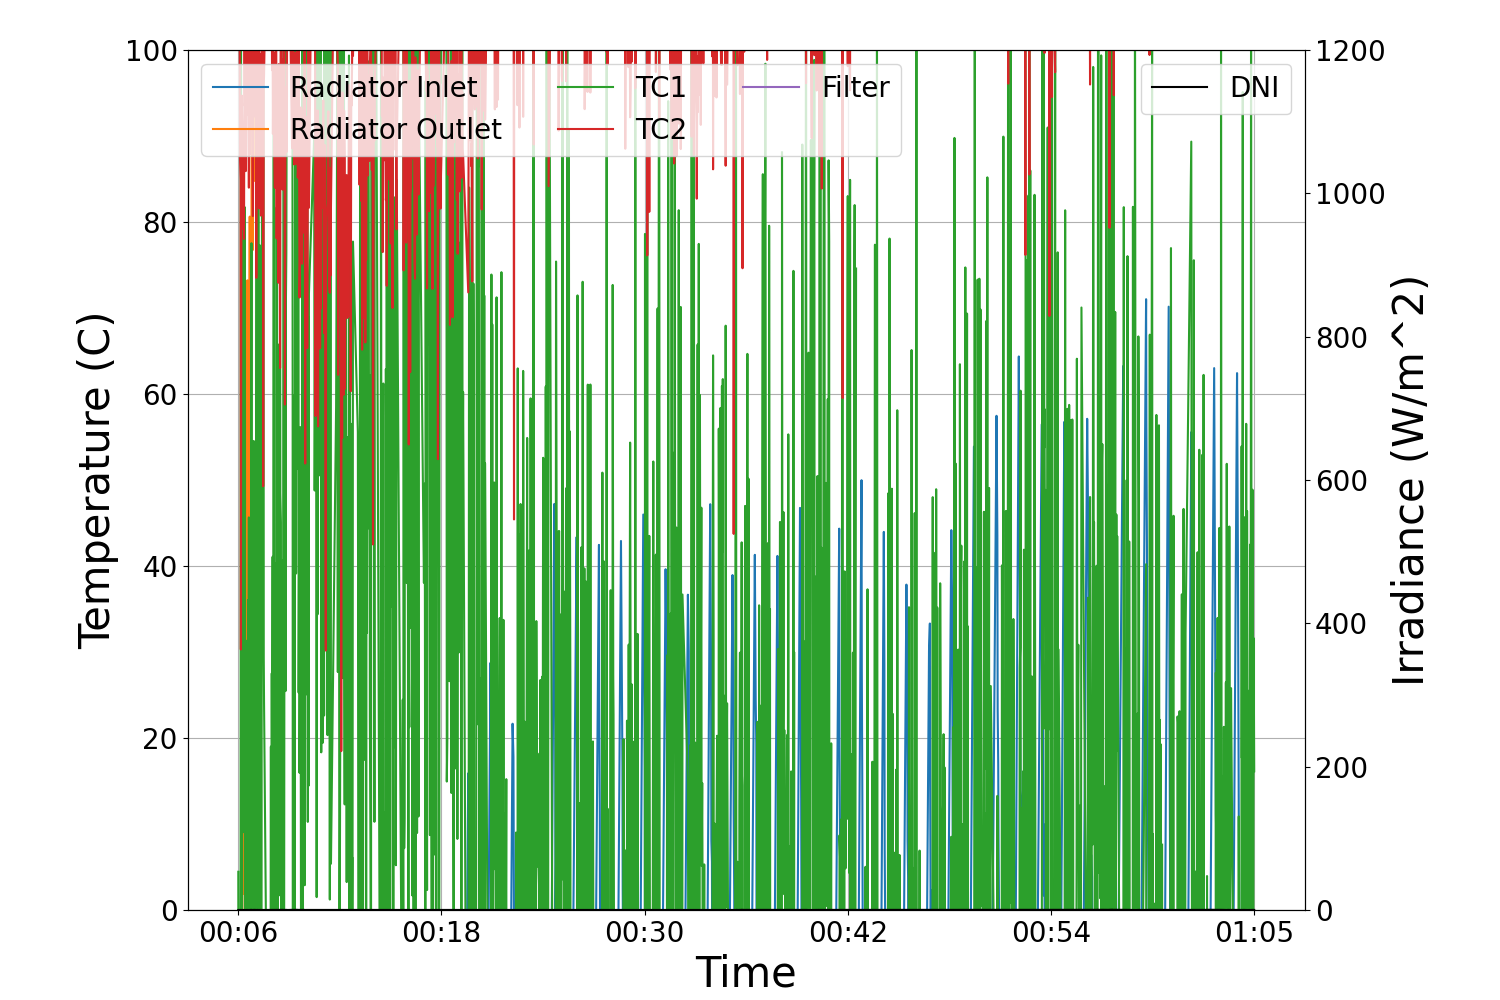 100
80
60
40
20
0
Temperature (C)
Radiator Inlet
Radiator Outlet
TC1
TC2
Filter
DNI
1200
1000
800
600
400
200
0
Irradiance (W/m^2)
00:06 00:18 00:30 00:42 00:54 01:05
Time